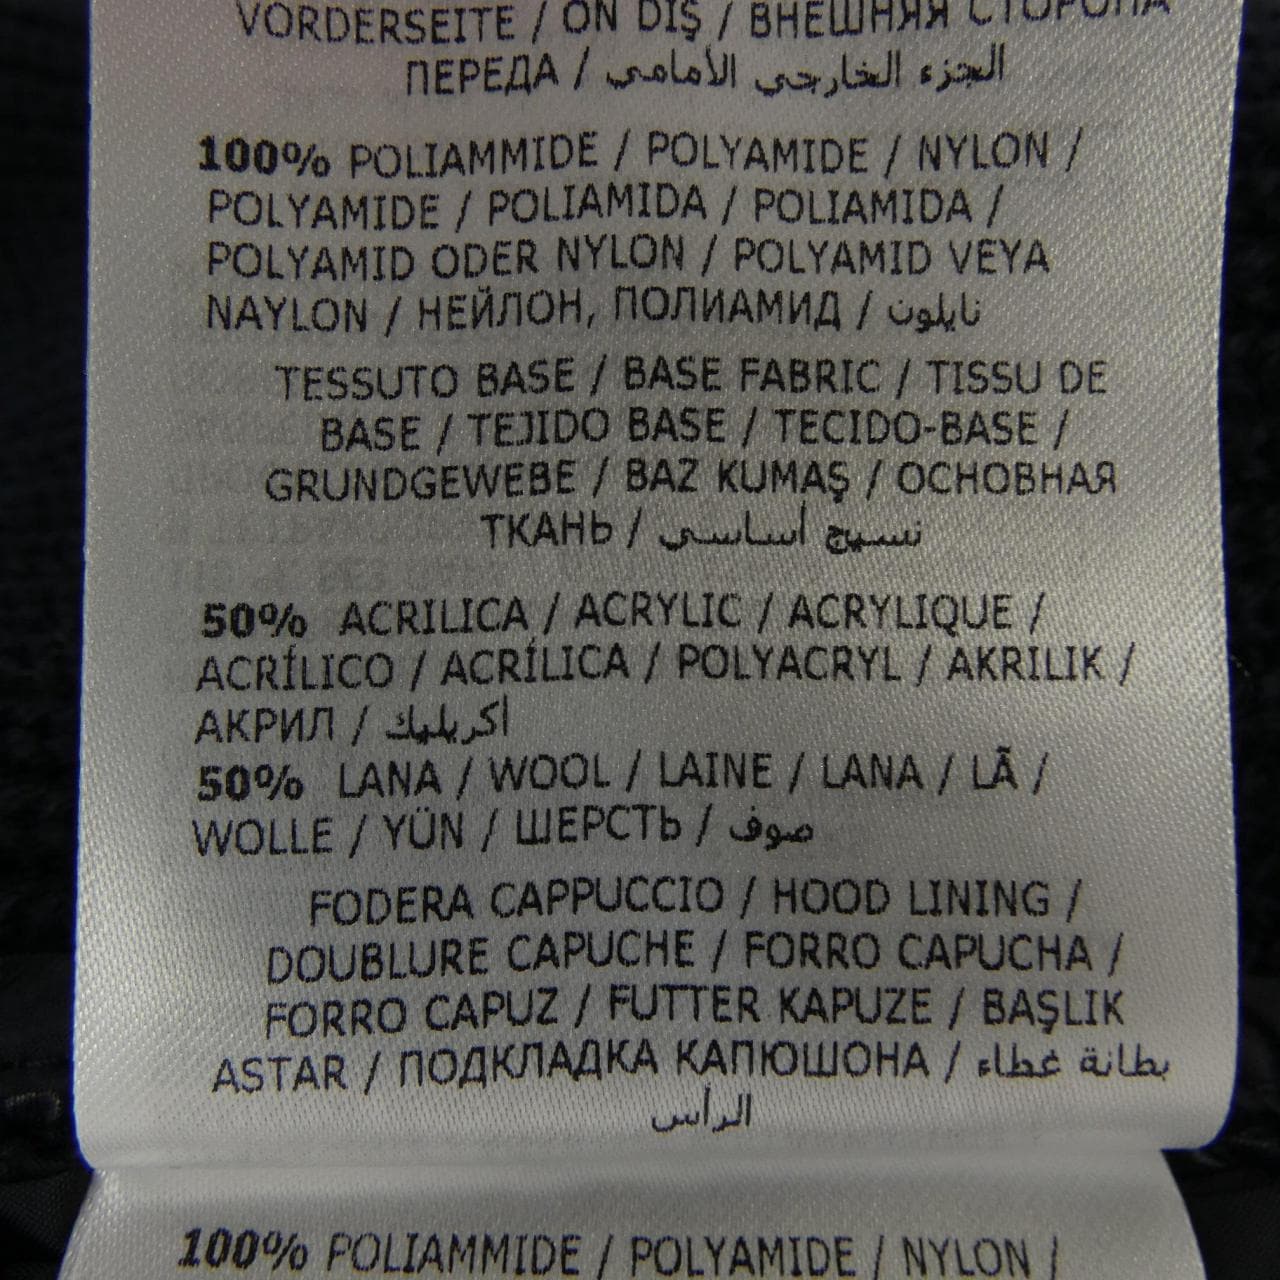 VORDERSEITE / ÖN DIŞ / ВНЕШНЯЯ СТОРОНА
ПЕРЕДА / الجزء الخارجي الأمامي
100% POLIAMMIDE / POLYAMIDE / NYLON /
POLYAMIDE / POLIAMIDA / POLIAMIDA /
POLYAMID ODER NYLON / POLYAMID VEYA
NAYLON / НЕЙЛОН, ПОЛИАМИД / نايلون
TESSUTO BASE / BASE FABRIC / TISSU DE
BASE / TEJIDO BASE / TECIDO-BASE /
GRUNDGEWEBE / BAZ KUMAŞ / ОСНОВНАЯ
ТКАНЬ / نسيج أساسي
50% ACRILICA / ACRYLIC / ACRYLIQUE /
ACRÍLICO / ACRÍLICA / POLYACRYL / AKRILIK /
АКРИЛ / أكريليك
50% LANA / WOOL / LAINE / LANA / LÃ /
WOLLE / YÜN / ШЕРСТЬ / صوف
FODERA CAPPUCCIO / HOOD LINING /
DOUBLURE CAPUCHE / FORRO CAPUCHA /
FORRO CAPUZ / FUTTER KAPUZE / BAŞLIK
ASTAR / ПОДКЛАДКА КАПЮШОНА / بطانة غطاء
الرأس
100% POLIAMMIDE / POLYAMIDE / NYLON /